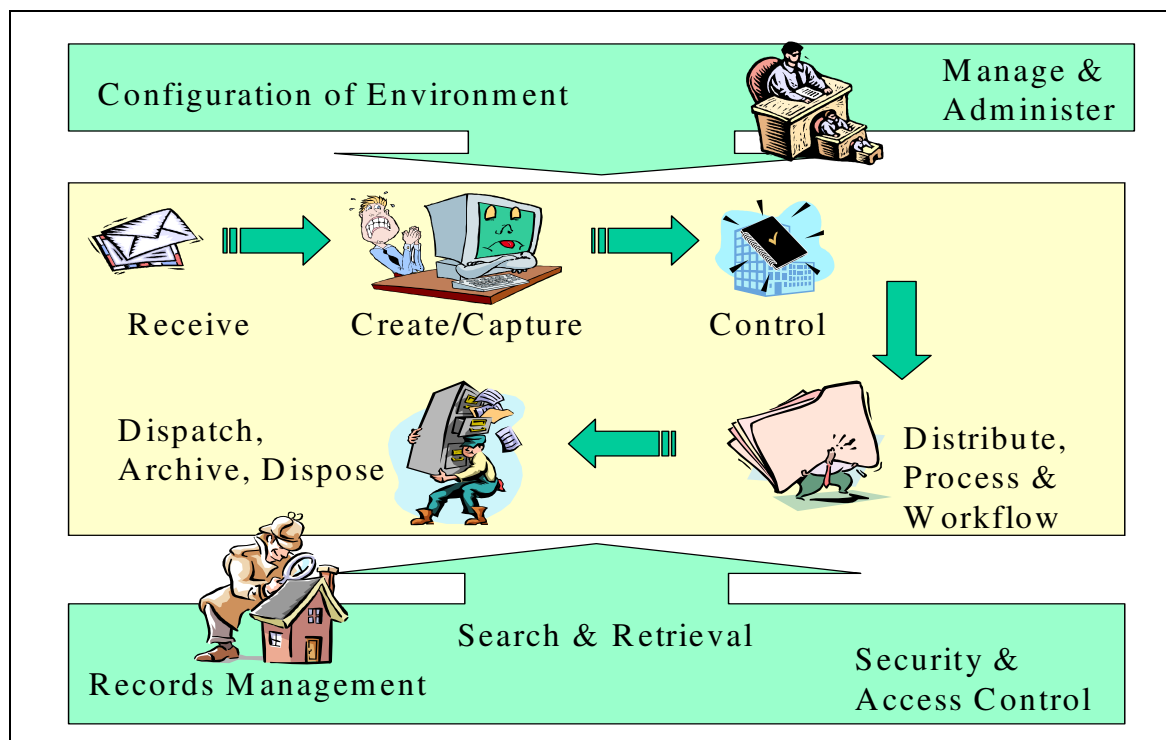 Configuration of Environment
Manage &
Administer
Receive
Create/Capture
Control
Dispatch,
Archive, Dispose
Distribute,
Process &
Workflow
Search & Retrieval
Records Management
Security &
Access Control